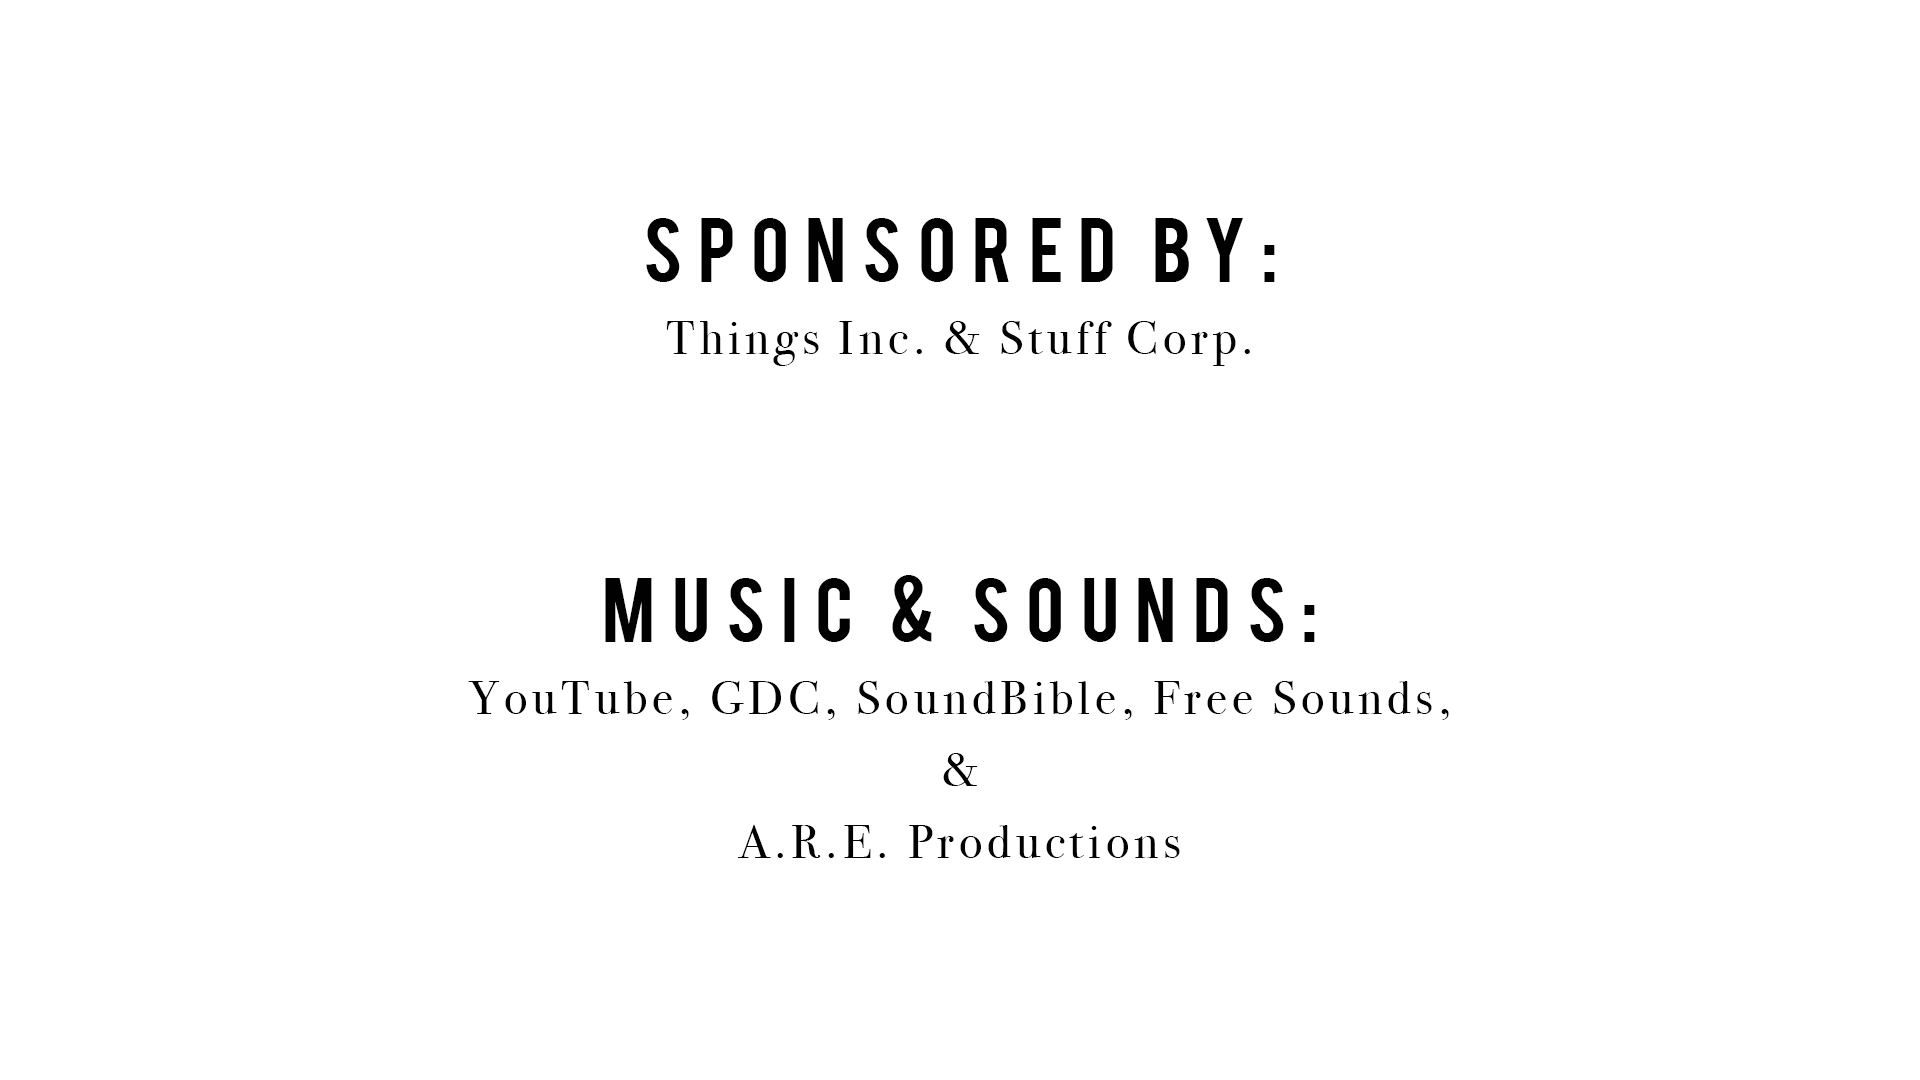 SPONSORED BY:
Things Inc. & Stuff Corp.
MUSIC & SOUNDS:
YouTube, GDC, SoundBible, Free Sounds,
&
A.R.E. Productions